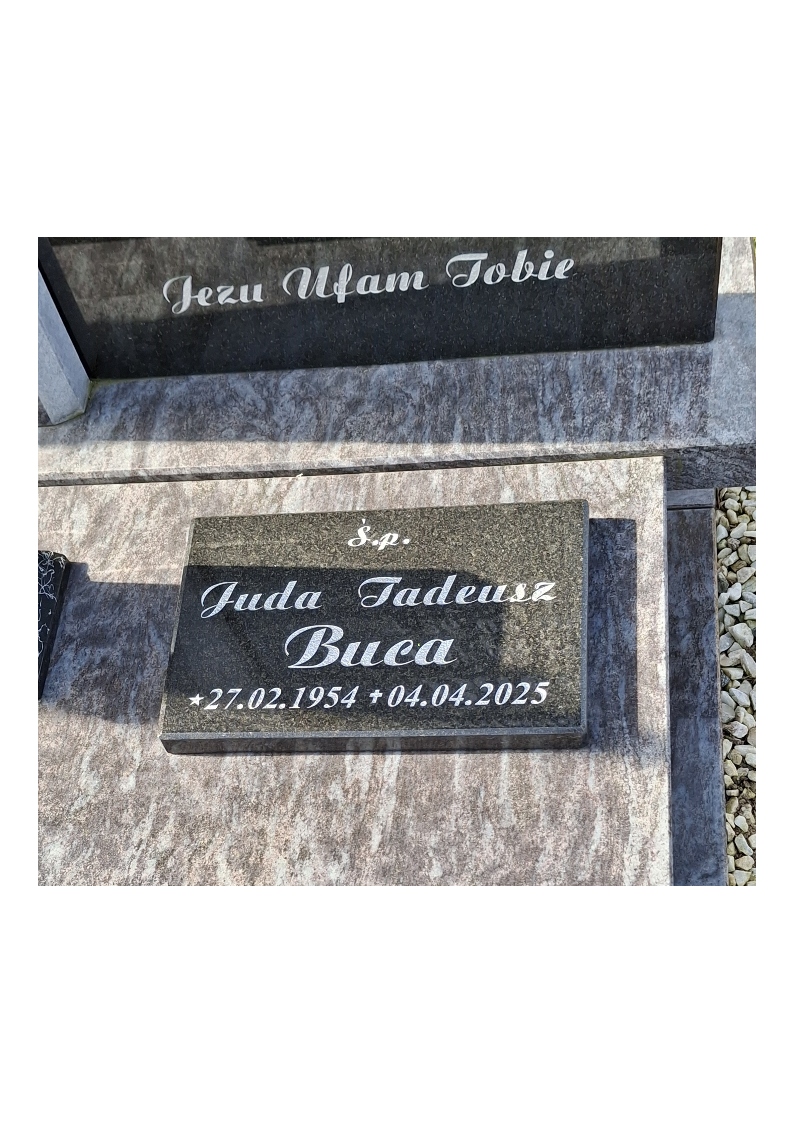 Jezu Ufam Tobie
Ś.p.
Juda Tadeusz
Buca
*27.02.1954 +04.04.2025